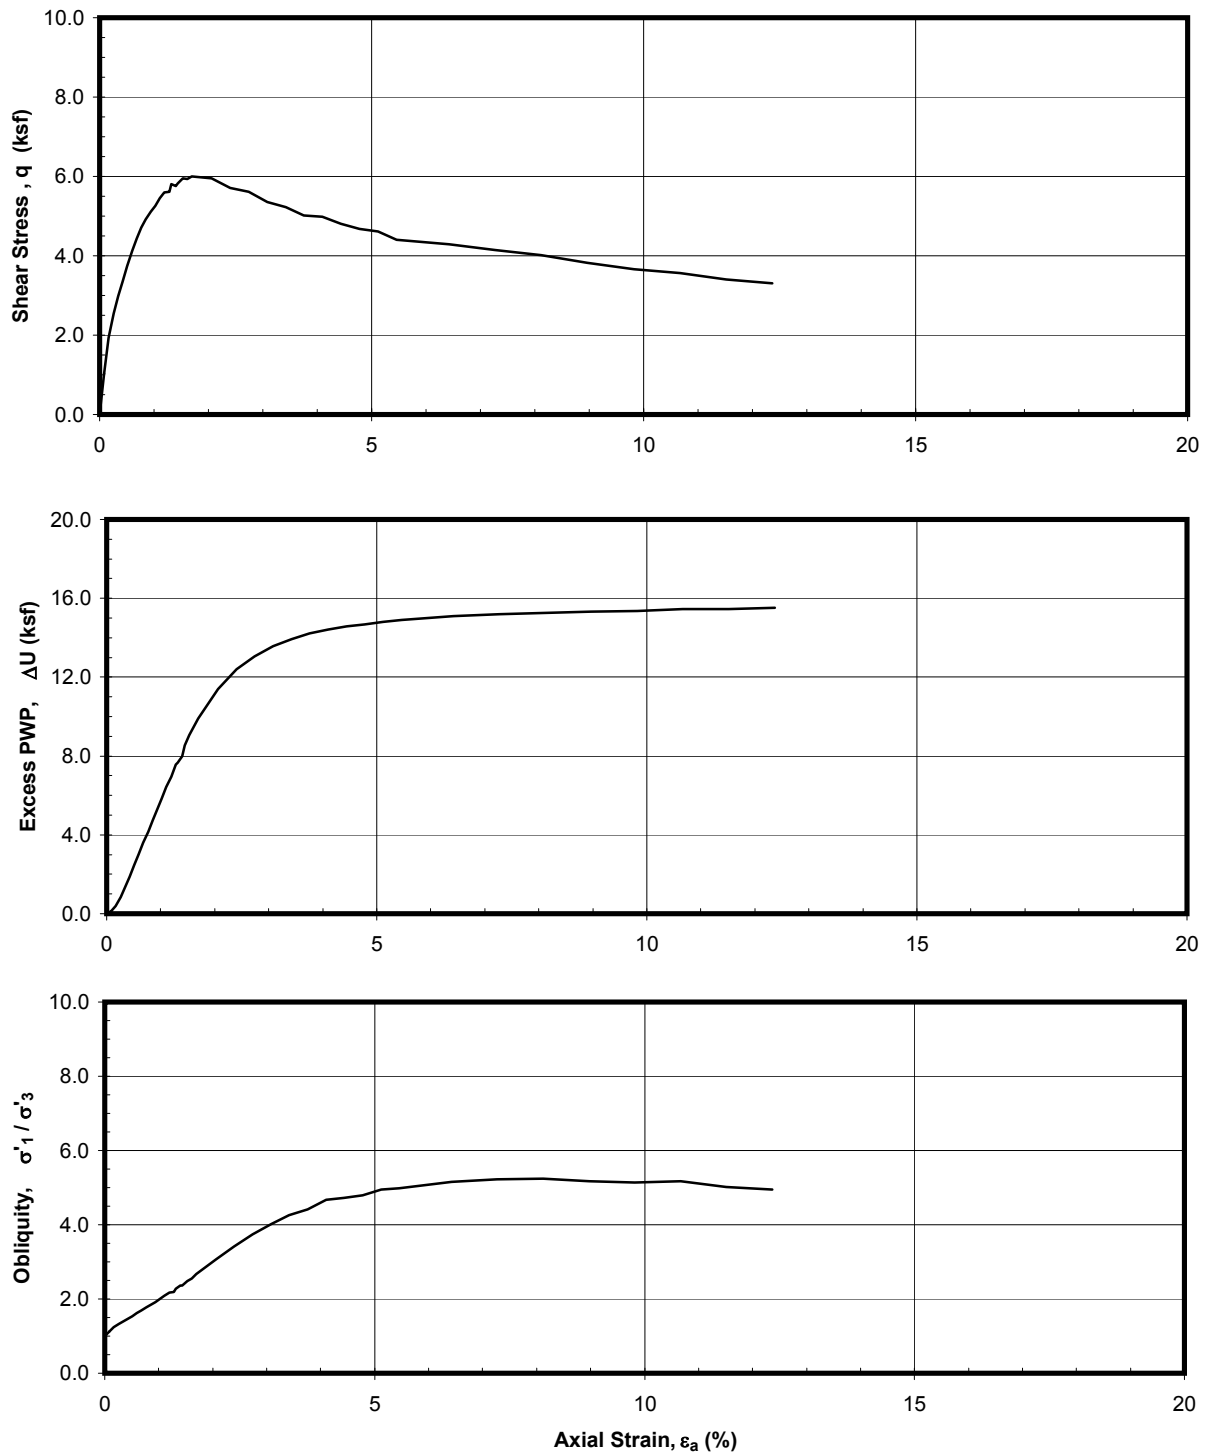 10.0
8.0
6.0
4.0
2.0
0.0
Shear Stress , q (ksf)
0 5 10 15 20
20.0
16.0
12.0
8.0
4.0
0.0
Excess PWP, ΔU (ksf)
0 5 10 15 20
10.0
8.0
6.0
4.0
2.0
0.0
Obliquity, σ'1 / σ'3
0 5 10 15 20
Axial Strain, εa (%)